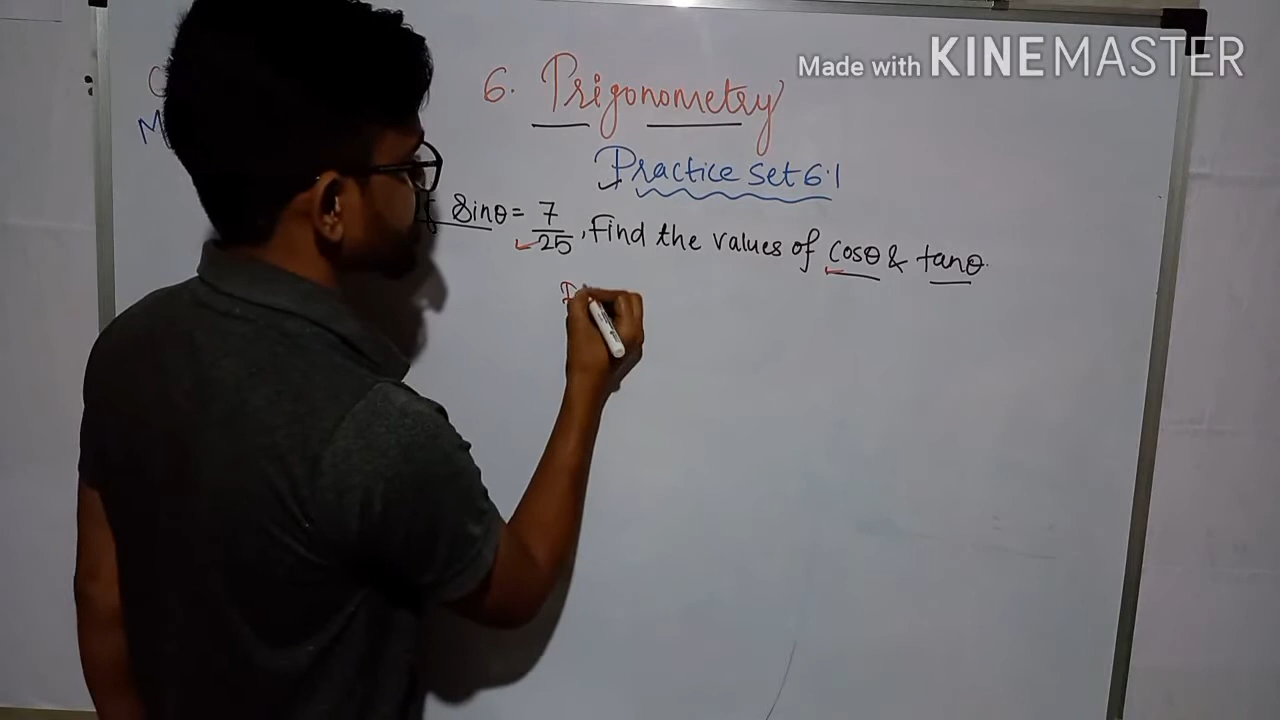 Made with KINEMASTER
6. Trigonometry
Practice Set 6.1
Sinθ = 7/25, Find the values of cosθ & tanθ.